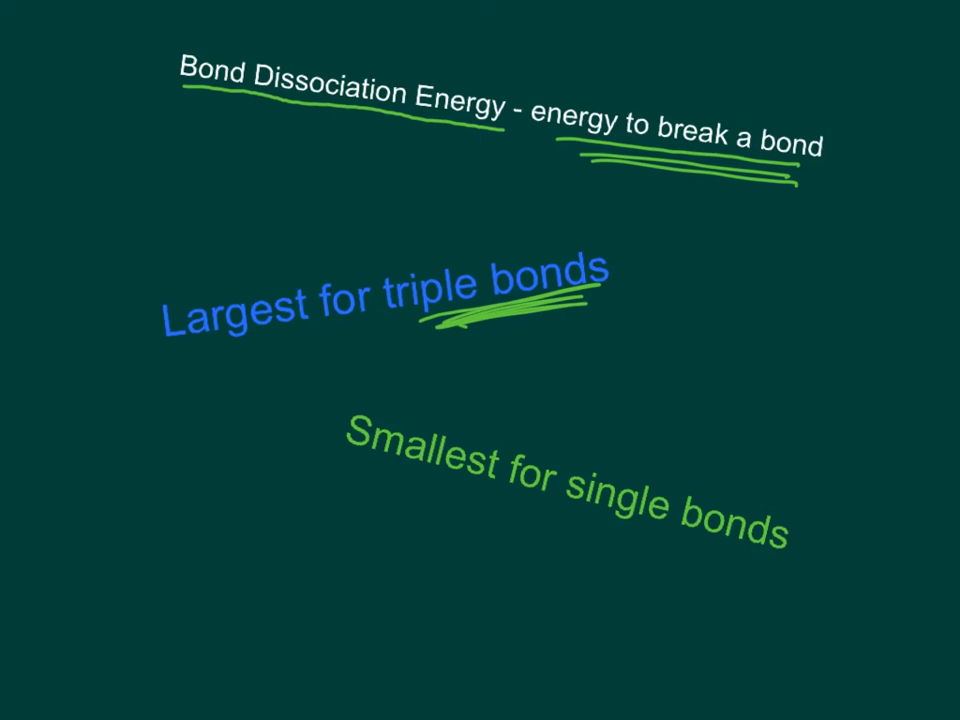 Bond Dissociation Energy - energy to break a bond
Largest for triple bonds
Smallest for single bonds